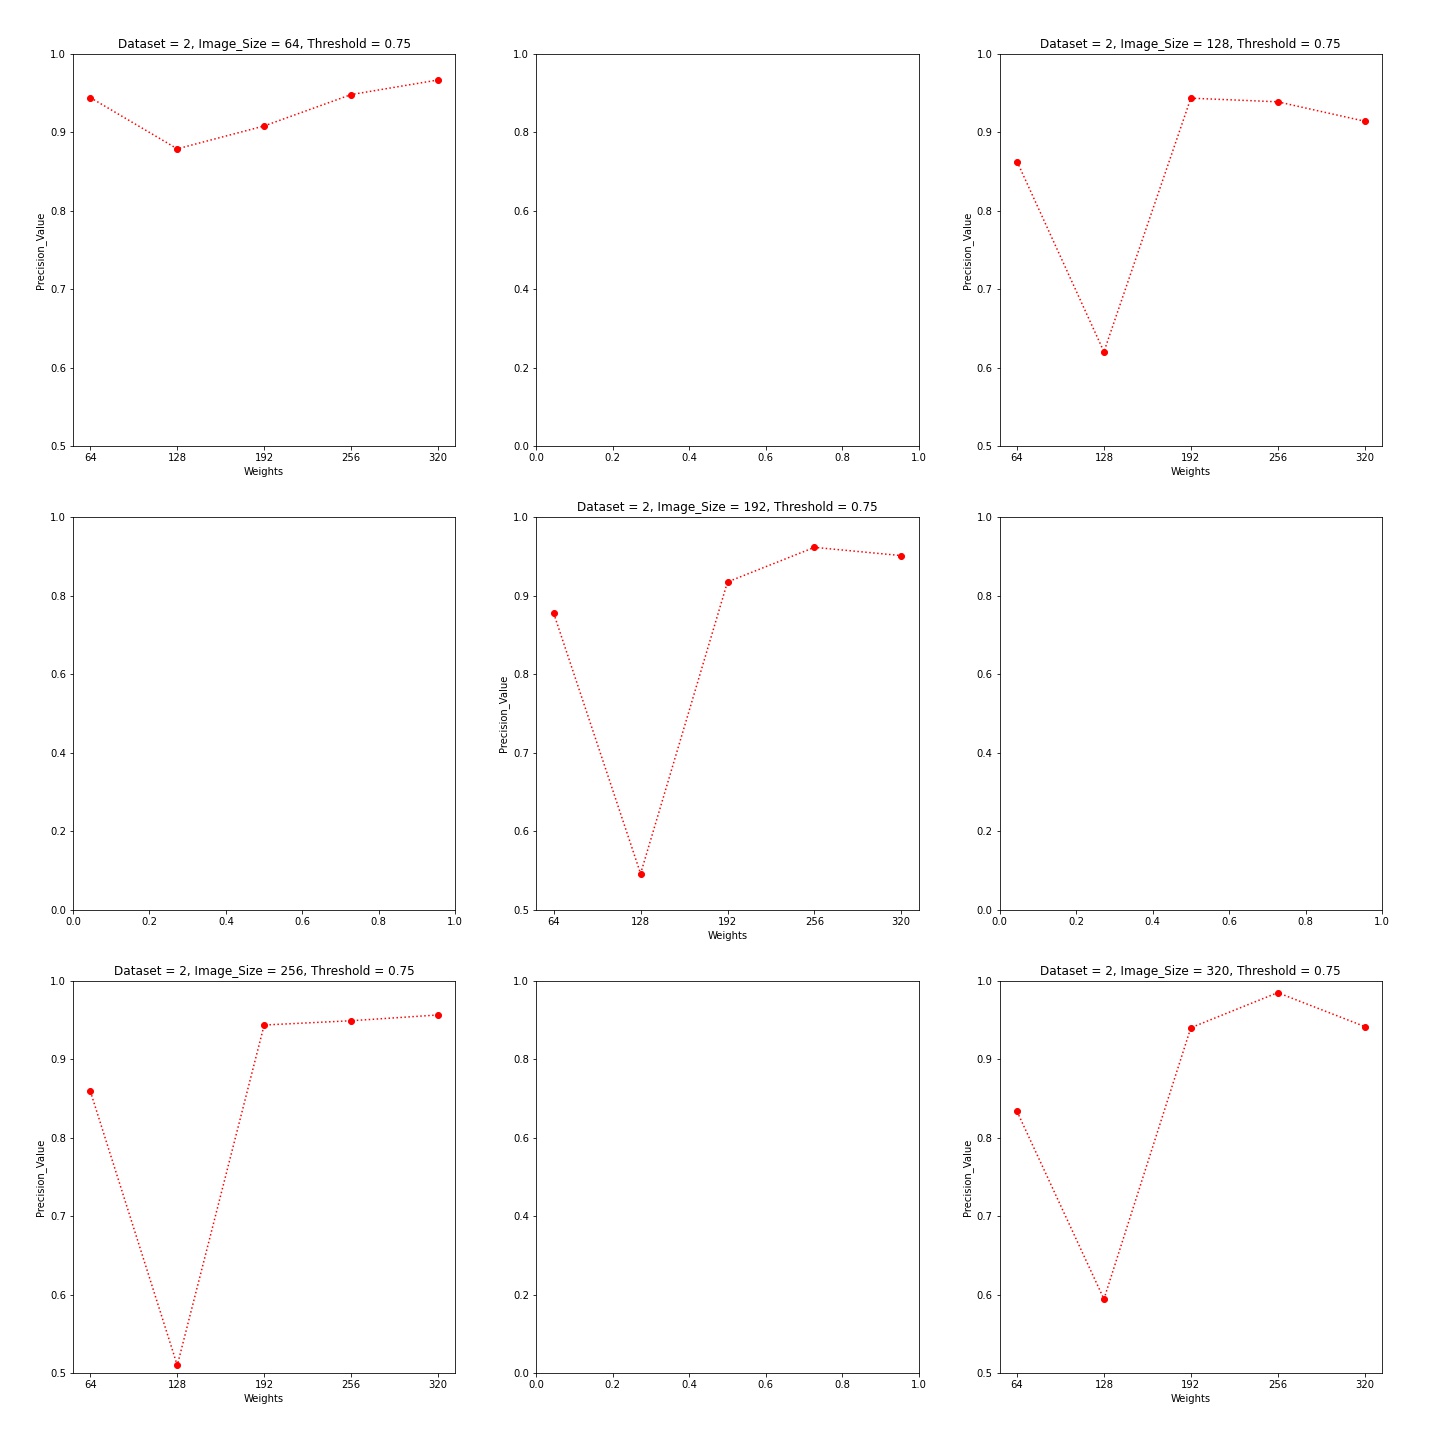 Dataset = 2, Image_Size = 64, Threshold = 0.75
1.0
0.9
0.8
0.7
0.6
0.5
Precision_Value
64 128 192 256 320
Weights
1.0
0.8
0.6
0.4
0.2
0.0
0.0 0.2 0.4 0.6 0.8 1.0
Dataset = 2, Image_Size = 128, Threshold = 0.75
1.0
0.9
0.8
0.7
0.6
0.5
Precision_Value
64 128 192 256 320
Weights
1.0
0.8
0.6
0.4
0.2
0.0
0.0 0.2 0.4 0.6 0.8 1.0
Dataset = 2, Image_Size = 192, Threshold = 0.75
1.0
0.9
0.8
0.7
0.6
0.5
Precision_Value
64 128 192 256 320
Weights
1.0
0.8
0.6
0.4
0.2
0.0
0.0 0.2 0.4 0.6 0.8 1.0
Dataset = 2, Image_Size = 256, Threshold = 0.75
1.0
0.9
0.8
0.7
0.6
0.5
Precision_Value
64 128 192 256 320
Weights
1.0
0.8
0.6
0.4
0.2
0.0
0.0 0.2 0.4 0.6 0.8 1.0
Dataset = 2, Image_Size = 320, Threshold = 0.75
1.0
0.9
0.8
0.7
0.6
0.5
Precision_Value
64 128 192 256 320
Weights